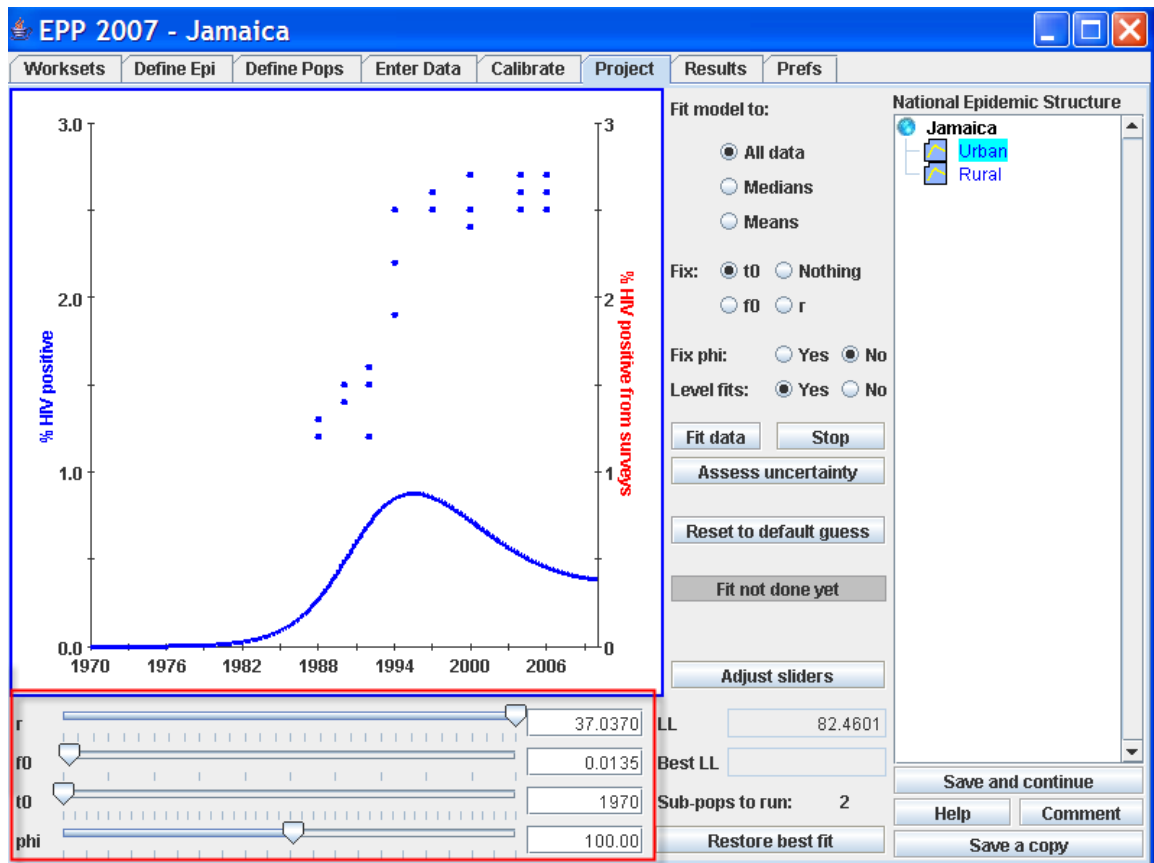 EPP 2007 - Jamaica
Worksets Define Epi Define Pops Enter Data Calibrate Project Results Prefs
3.0
2.0
1.0
0.0
% HIV positive
3
2
1
0
% HIV positive from surveys
1970 1976 1982 1988 1994 2000 2006
r 37.0370
f0 0.0135
t0 1970
phi 100.00
Fit model to:
All data
Medians
Means
Fix: t0 Nothing
f0 r
Fix phi: Yes No
Level fits: Yes No
Fit data Stop
Assess uncertainty
Reset to default guess
Fit not done yet
Adjust sliders
LL 82.4601
Best LL
Sub-pops to run: 2
Restore best fit
National Epidemic Structure
Jamaica
Urban
Rural
Save and continue
Help Comment
Save a copy